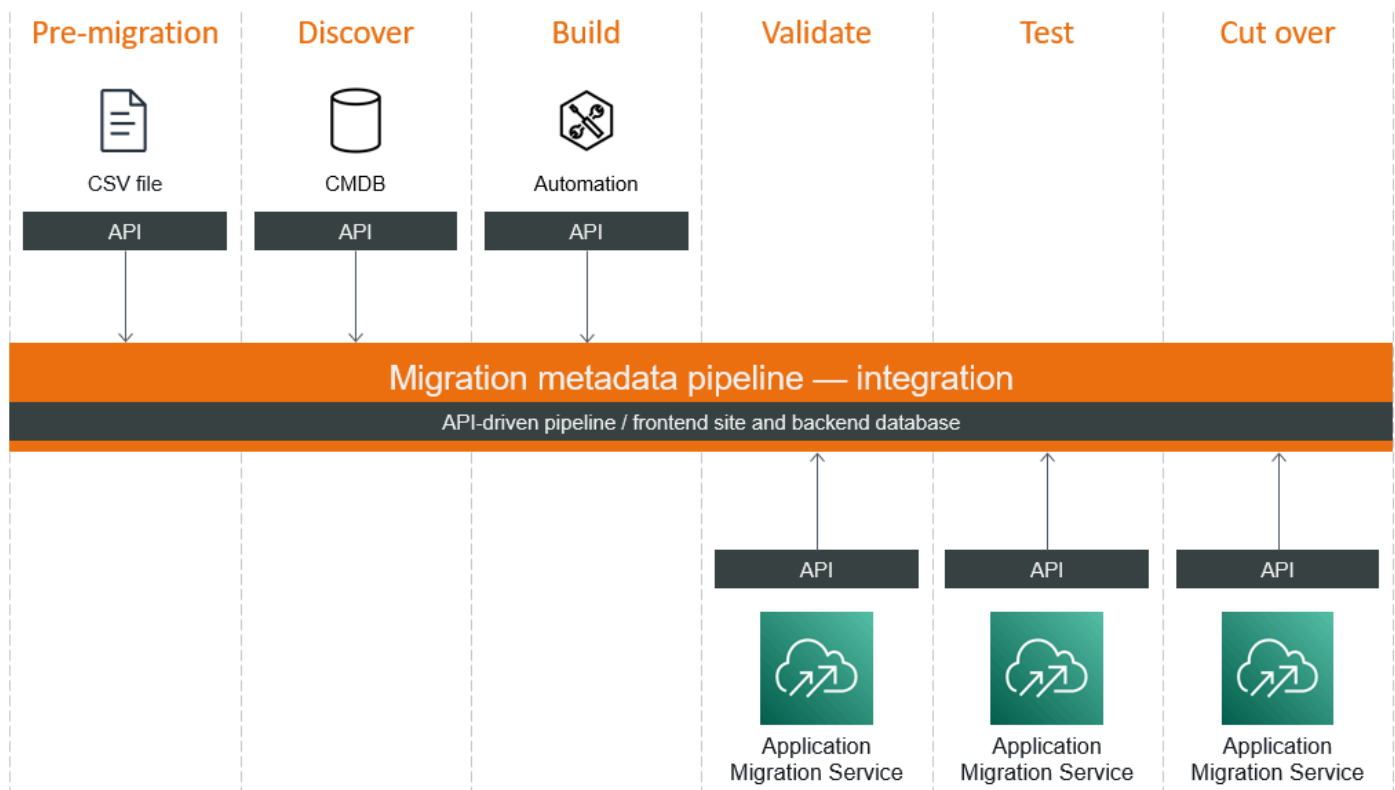 Pre-migration
Discover
Build
Validate
Test
Cut over
CSV file
CMDB
Automation
API
API
API
Migration metadata pipeline — integration
API-driven pipeline / frontend site and backend database
API
API
API
Application
Migration Service
Application
Migration Service
Application
Migration Service